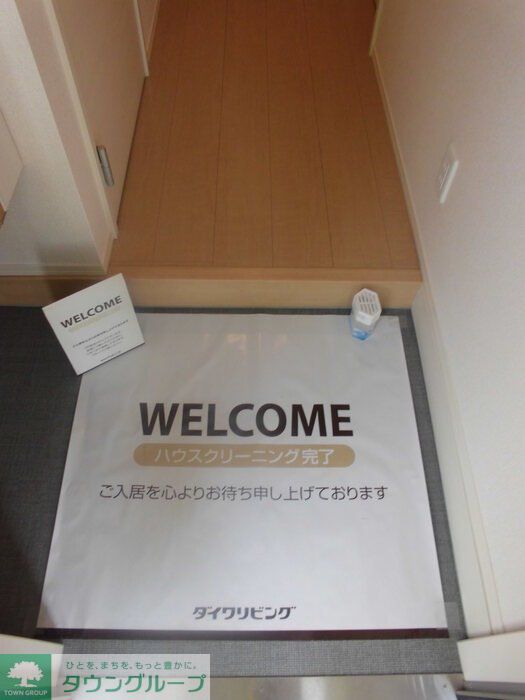 WELCOME
WELCOME
ハウスクリーニング完了
ご入居を心よりお待ち申し上げております
ダイワリビング
ひとを、まちを、もっと豊かに。
タウングループ
TOWN GROUP